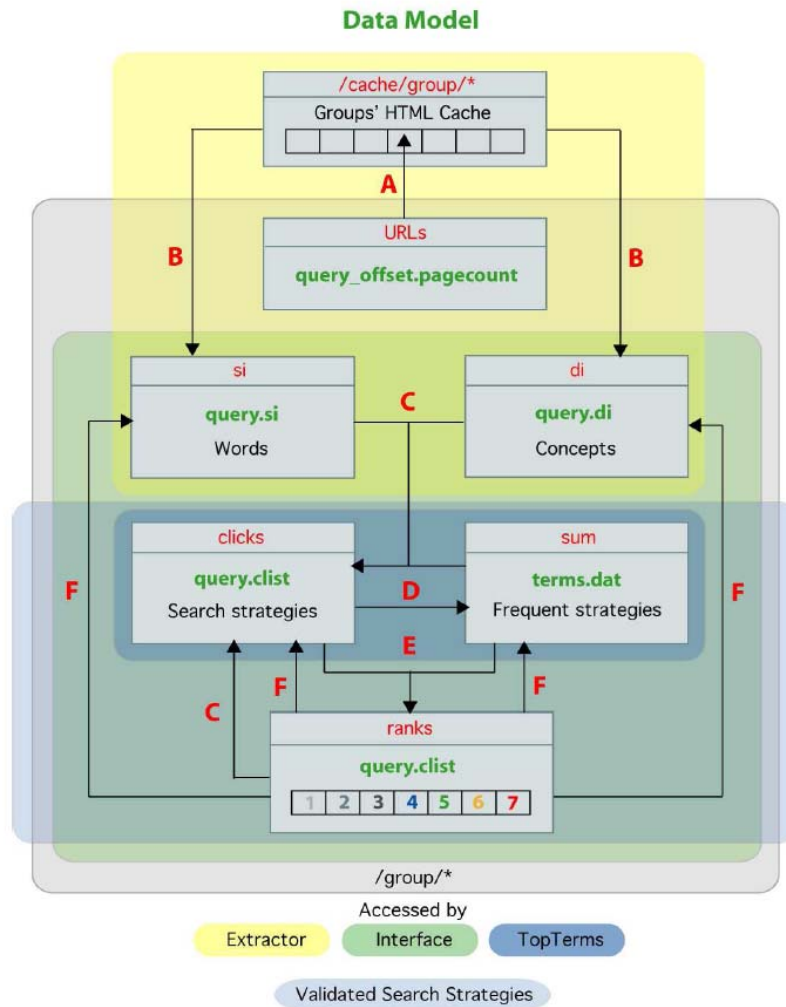 Data Model
/cache/group/*
Groups' HTML Cache
A
URLs
B
B
query_offset.pagecount
si
di
C
query.si
query.di
Words
Concepts
clicks
sum
query.clist
terms.dat
F
D
F
Search strategies
Frequent strategies
E
F
F
C
ranks
query.clist
1 2 3 4 5 6 7
/group/*
Accessed by
Extractor
Interface
TopTerms
Validated Search Strategies